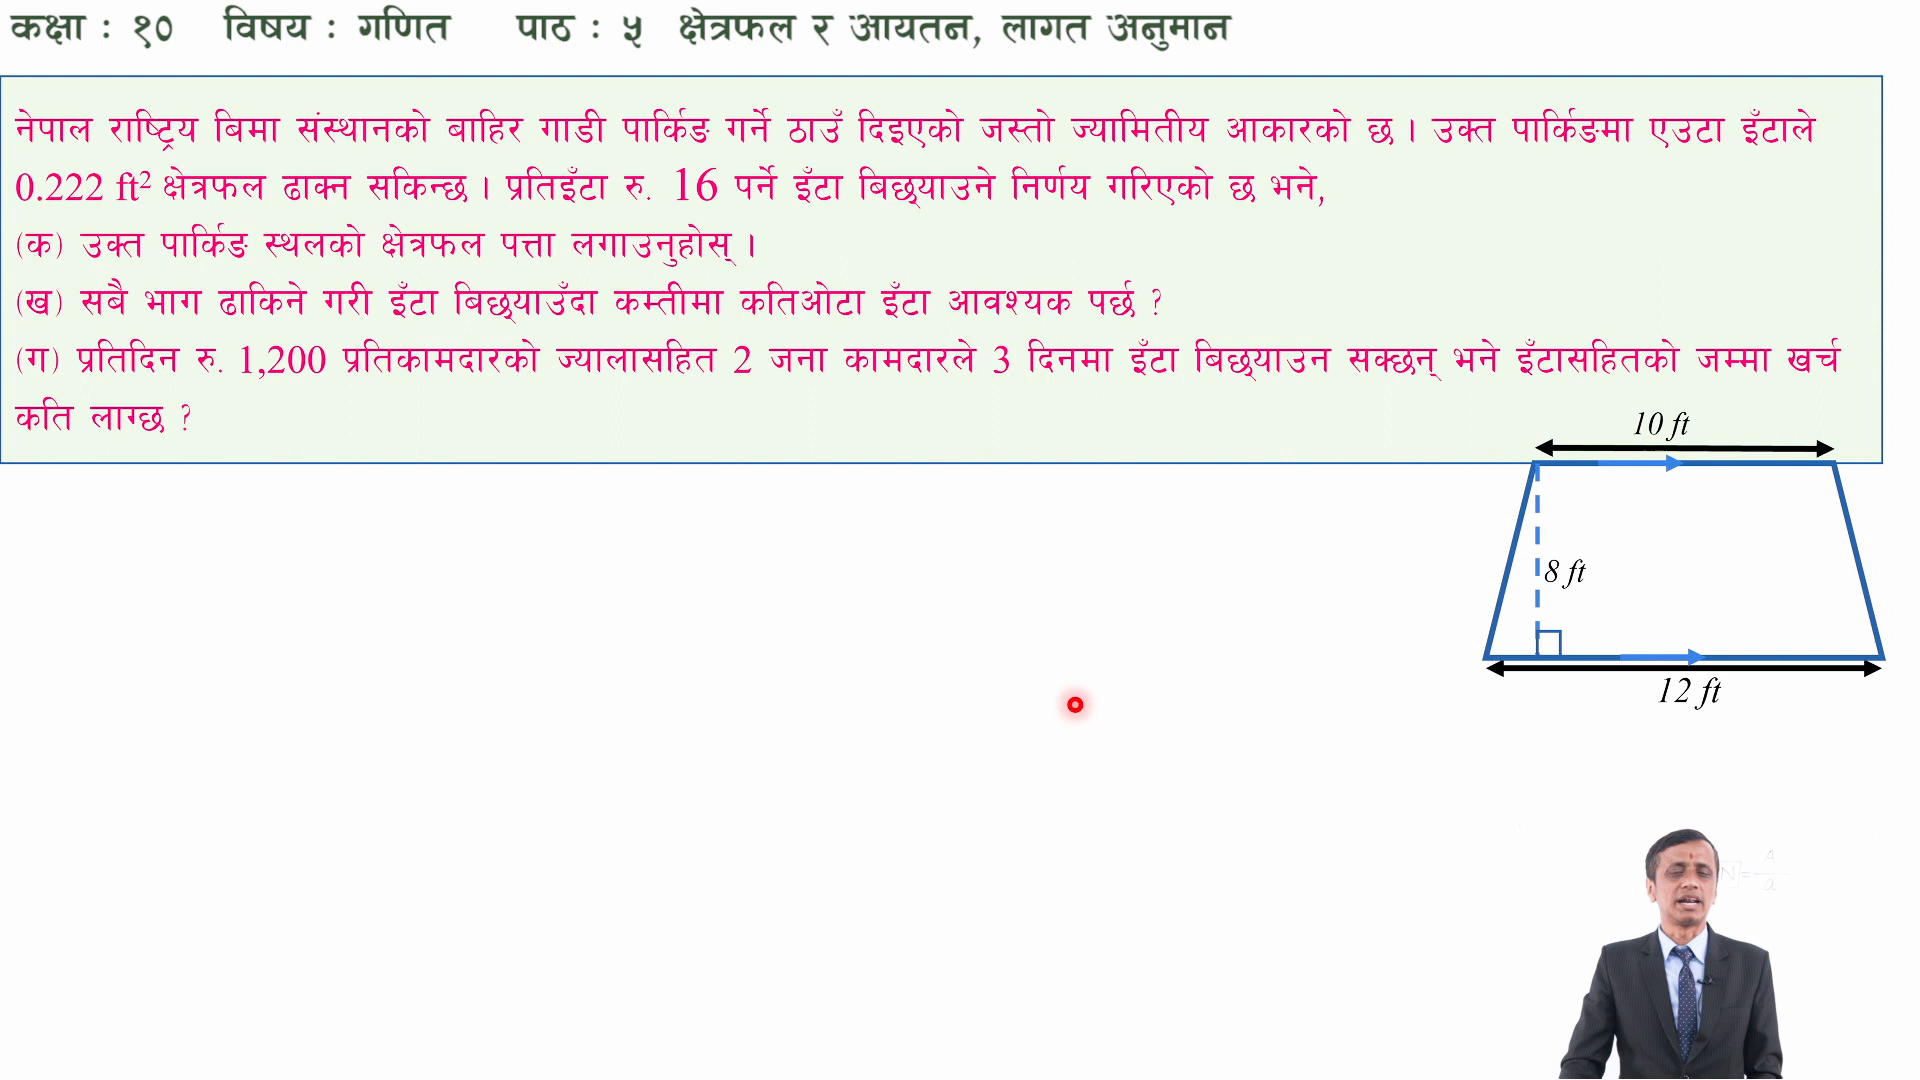 कक्षा : १० विषय : गणित पाठ : ५ क्षेत्रफल र आयतन, लागत अनुमान
नेपाल राष्ट्रिय बिमा संस्थानको बाहिर गाडी पार्किङ गर्ने ठाउँ दिइएको जस्तो ज्यामितीय आकारको छ । उक्त पार्किङमा एउटा इँटाले
0.222 ft² क्षेत्रफल ढाक्न सकिन्छ । प्रतिइँटा रु. 16 पर्ने इँटा बिछ्याउने निर्णय गरिएको छ भने,
(क) उक्त पार्किङ स्थलको क्षेत्रफल पत्ता लगाउनुहोस् ।
(ख) सबै भाग ढाकिने गरी इँटा बिछ्याउँदा कम्तीमा कतिओटा इँटा आवश्यक पर्छ ?
(ग) प्रतिदिन रु. 1,200 प्रतिकामदारको ज्यालासहित 2 जना कामदारले 3 दिनमा इँटा बिछ्याउन सक्छन् भने इँटासहितको जम्मा खर्च
कति लाग्छ ?
10 ft
8 ft
12 ft
N = A/a